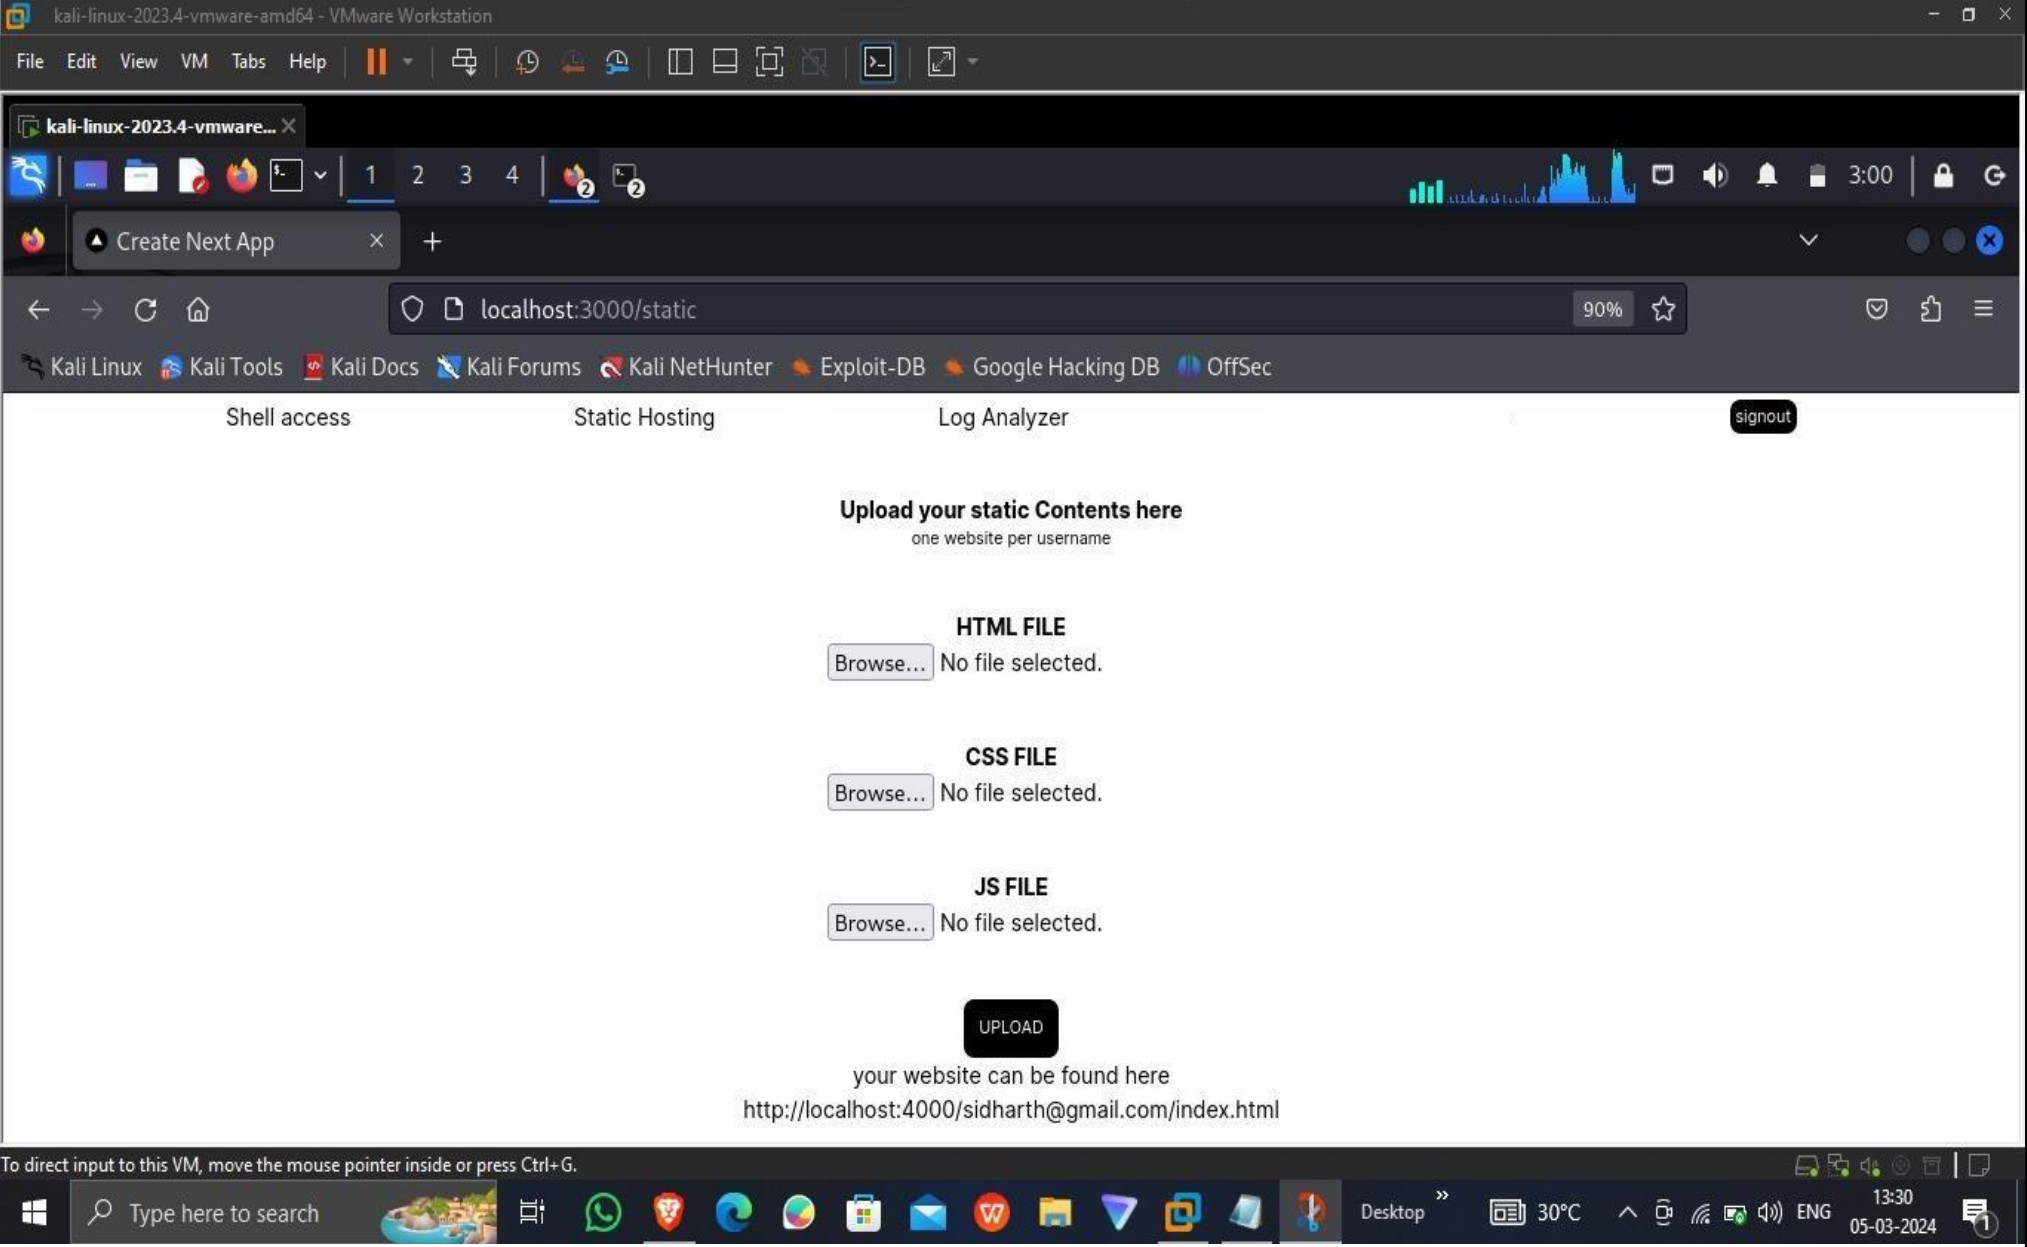 kali-linux-2023.4-vmware-amd64 - VMware Workstation
File Edit View VM Tabs Help
kali-linux-2023.4-vmware...
1 2 3 4 2 2 3:00
Create Next App
localhost:3000/static 90%
Kali Linux Kali Tools Kali Docs Kali Forums Kali NetHunter Exploit-DB Google Hacking DB OffSec
Shell access Static Hosting Log Analyzer signout
Upload your static Contents here
one website per username
HTML FILE
Browse... No file selected.
CSS FILE
Browse... No file selected.
JS FILE
Browse... No file selected.
UPLOAD
your website can be found here
http://localhost:4000/sidharth@gmail.com/index.html
To direct input to this VM, move the mouse pointer inside or press Ctrl+G.
Type here to search Desktop 30°C ENG 13:30
05-03-2024 1